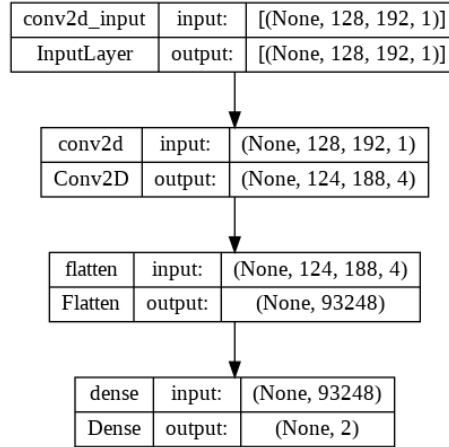 conv2d_input input: [(None, 128, 192, 1)]
InputLayer output: [(None, 128, 192, 1)]
conv2d input: (None, 128, 192, 1)
Conv2D output: (None, 124, 188, 4)
flatten input: (None, 124, 188, 4)
Flatten output: (None, 93248)
dense input: (None, 93248)
Dense output: (None, 2)